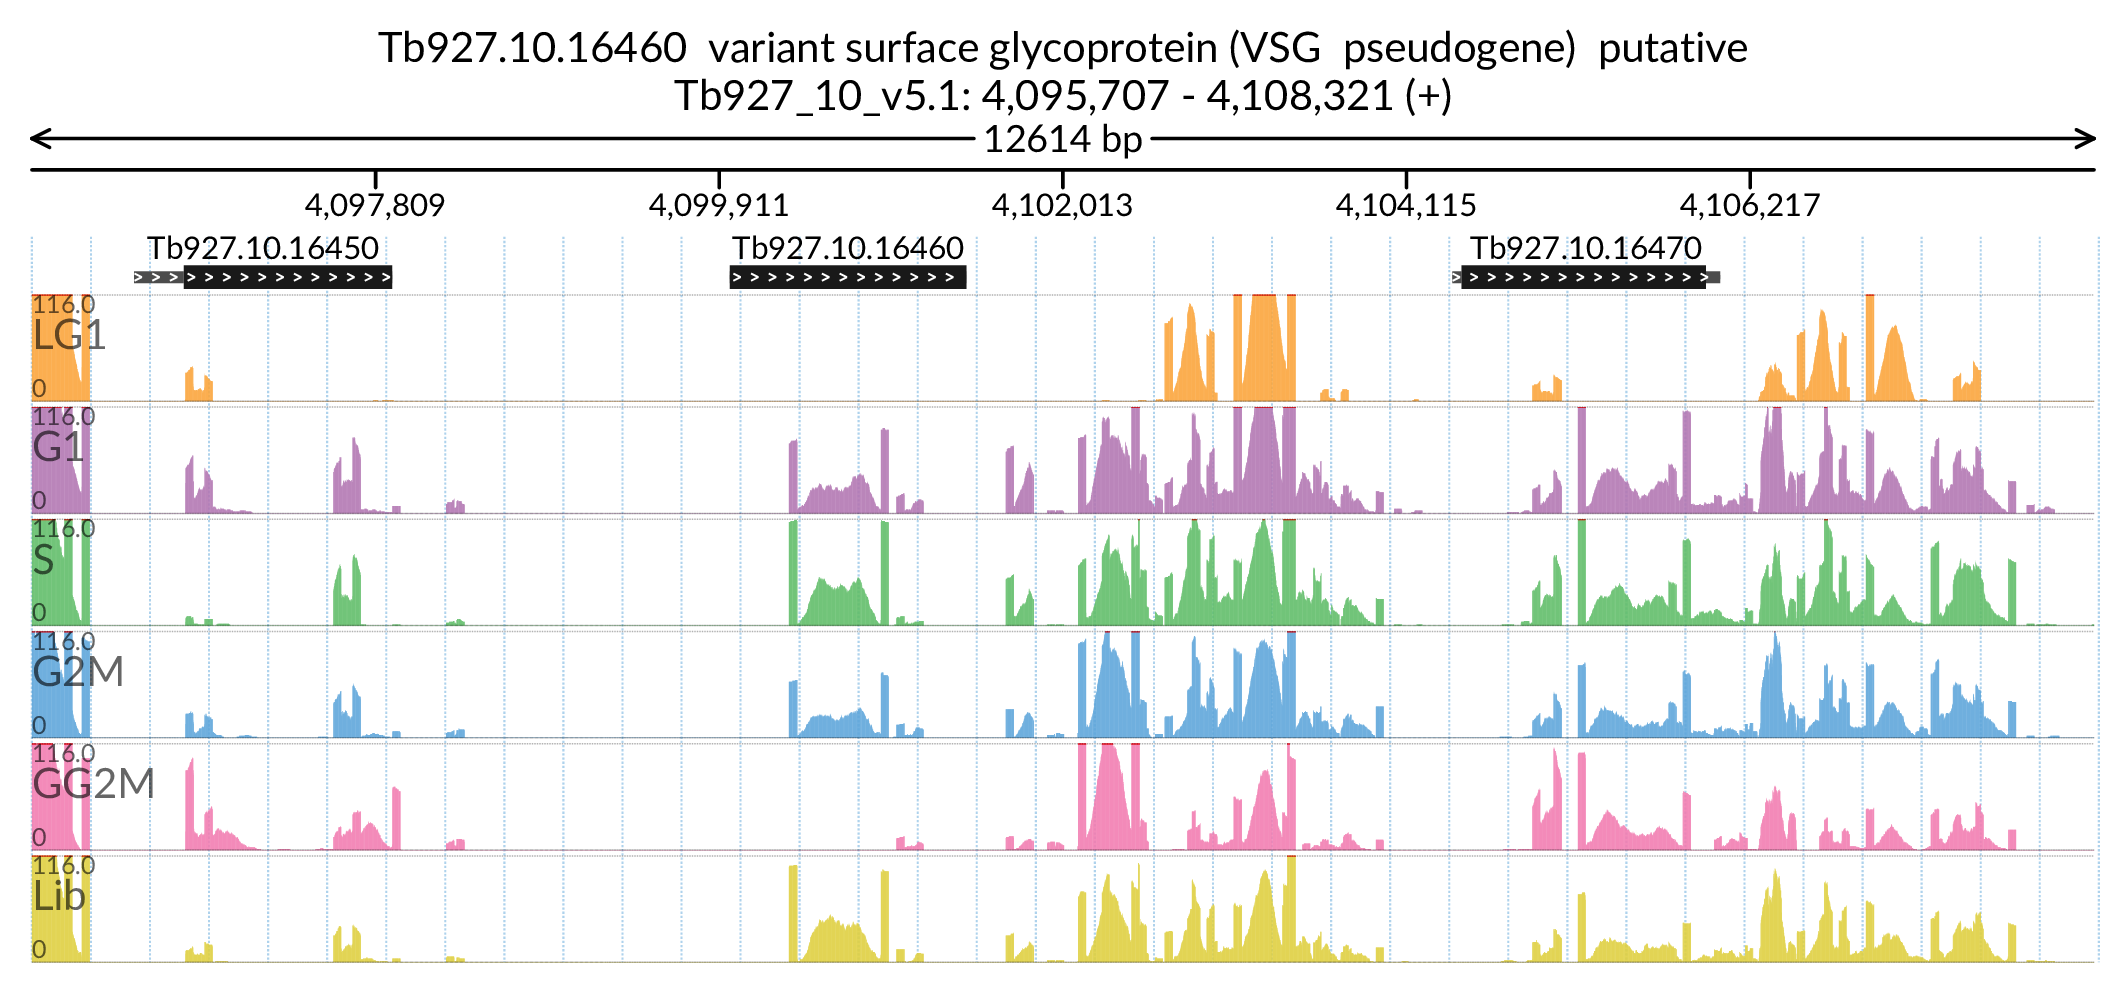 Tb927.10.16460  variant surface glycoprotein (VSG  pseudogene)  putative
Tb927_10_v5.1: 4,095,707 - 4,108,321 (+)
12614 bp
4,097,809 4,099,911 4,102,013 4,104,115 4,106,217
Tb927.10.16450 Tb927.10.16460 Tb927.10.16470
116.0
LG1
0
116.0
G1
0
116.0
S
0
116.0
G2M
0
116.0
GG2M
0
116.0
Lib
0